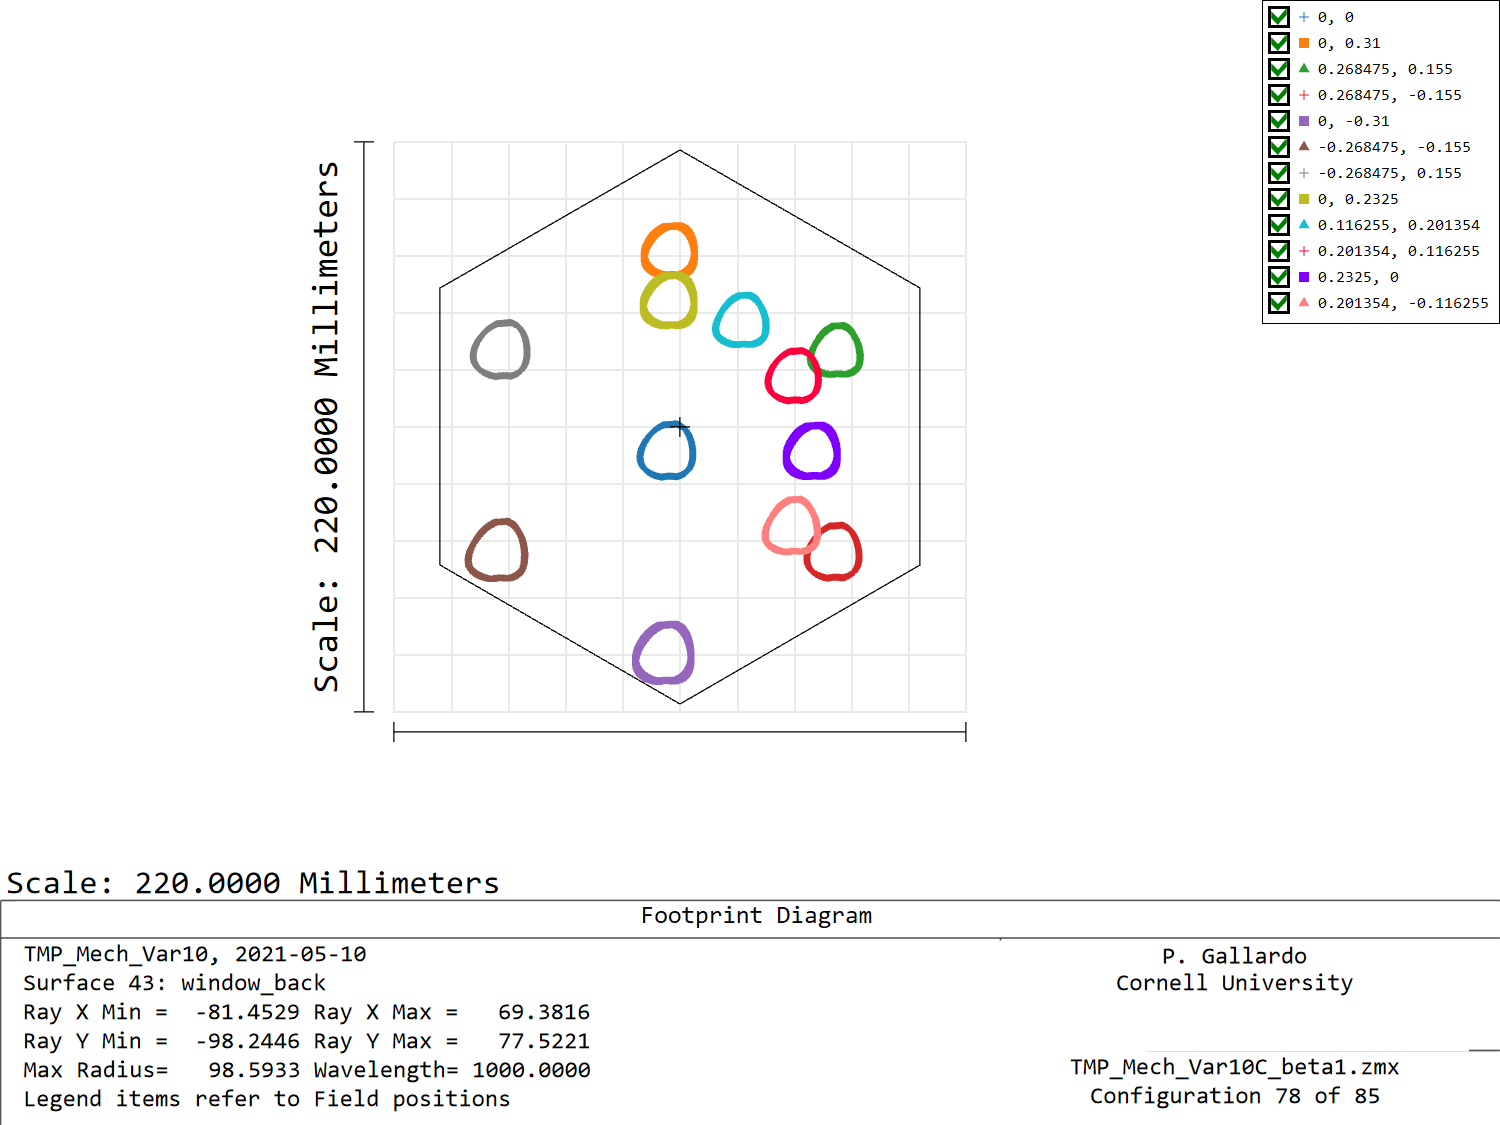 0, 0
0, 0.31
0.268475, 0.155
0.268475, -0.155
0, -0.31
-0.268475, -0.155
-0.268475, 0.155
0, 0.2325
0.116255, 0.201354
0.201354, 0.116255
0.2325, 0
0.201354, -0.116255
Scale: 220.0000 Millimeters
Scale: 220.0000 Millimeters
Footprint Diagram
TMP_Mech_Var10, 2021-05-10
Surface 43: window_back
Ray X Min = -81.4529 Ray X Max = 69.3816
Ray Y Min = -98.2446 Ray Y Max = 77.5221
Max Radius= 98.5933 Wavelength= 1000.0000
Legend items refer to Field positions
P. Gallardo
Cornell University
TMP_Mech_Var10C_beta1.zmx
Configuration 78 of 85